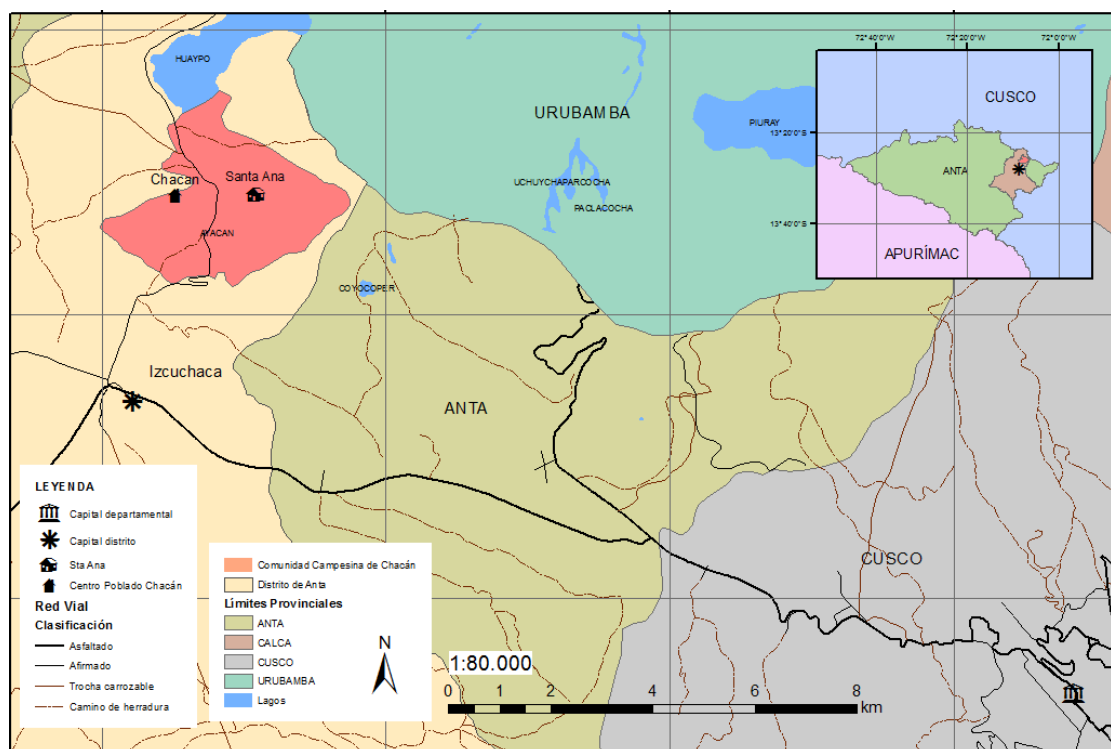 HUAYPO
URUBAMBA
PIURAY
Chacan
Santa Ana
UCHUYCHAPARCOCHA
PACLACOCHA
AYACAN
COYOCOPER
Izcuchaca
ANTA
CUSCO
72°40'0"W
72°20'0"W
72°0'0"W
CUSCO
13°20'0"S
ANTA
13°40'0"S
APURÍMAC
LEYENDA
Capital departamental
Capital distrito
Sta Ana
Centro Poblado Chacán
Red Vial
Clasificación
Asfaltado
Afirmado
Trocha carrozable
Camino de herradura
Comunidad Campesina de Chacán
Distrito de Anta
Límites Provinciales
ANTA
CALCA
CUSCO
URUBAMBA
Lagos
N
1:80.000
0 1 2 4 6 8
km